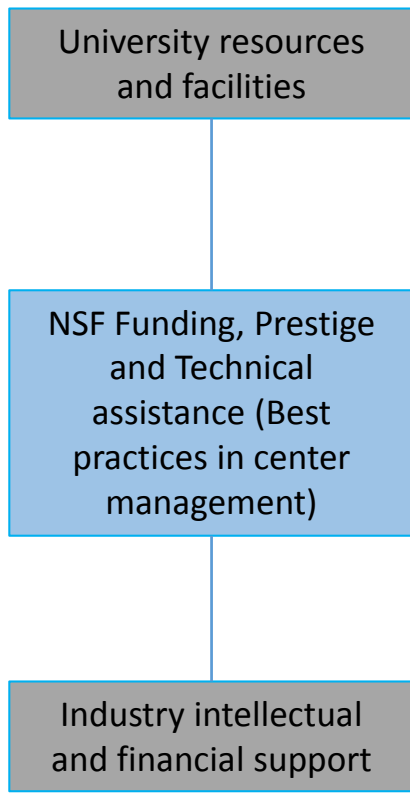 University resources
and facilities
NSF Funding, Prestige
and Technical
assistance (Best
practices in center
management)
Industry intellectual
and financial support